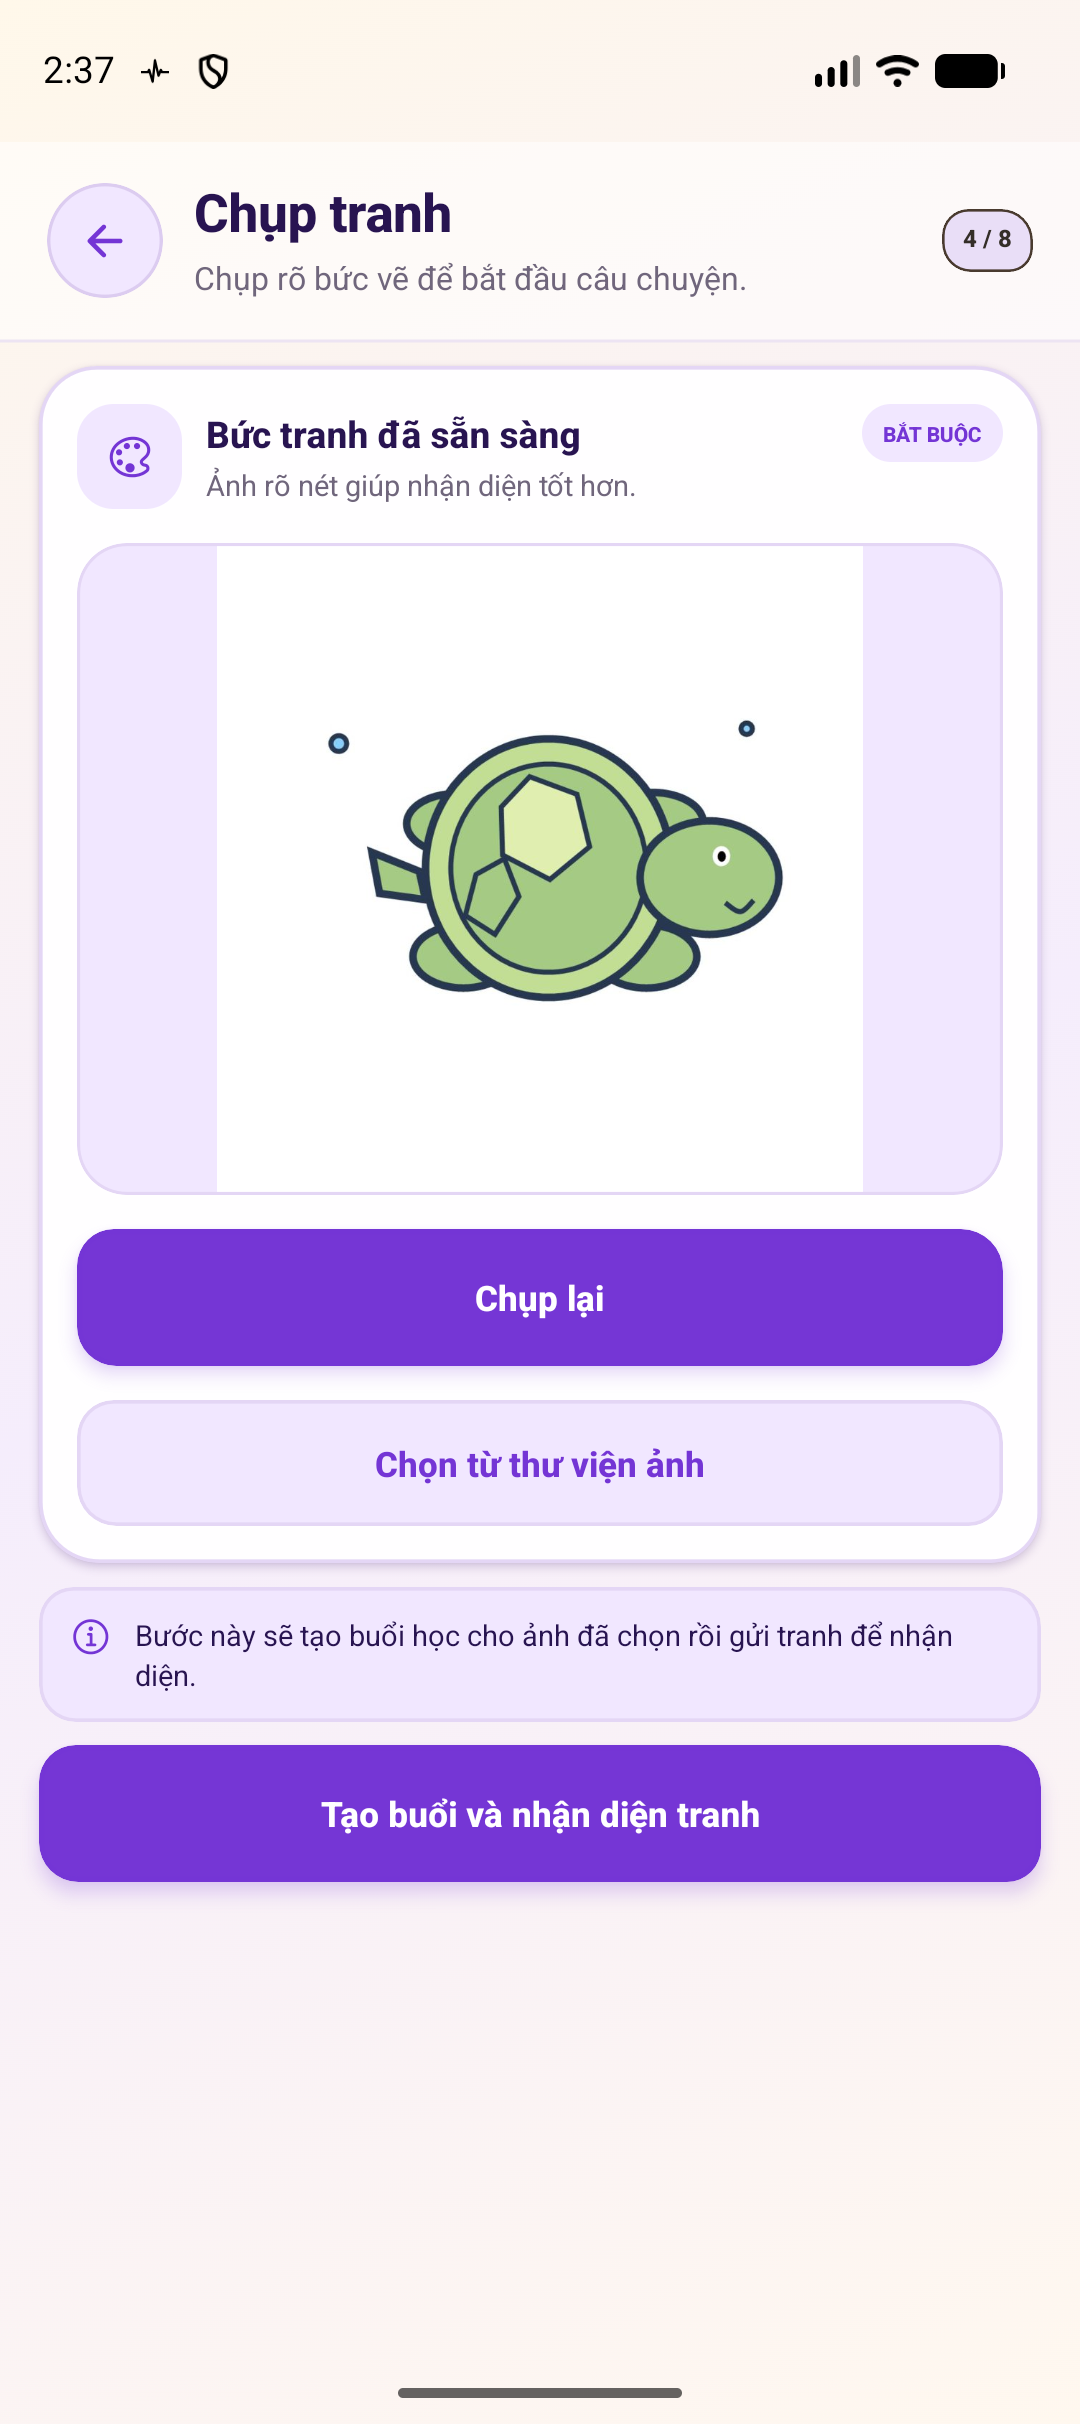 2:37
Chụp tranh
Chụp rõ bức vẽ để bắt đầu câu chuyện.
4 / 8
Bức tranh đã sẵn sàng
Ảnh rõ nét giúp nhận diện tốt hơn.
BẮT BUỘC
Chụp lại
Chọn từ thư viện ảnh
Bước này sẽ tạo buổi học cho ảnh đã chọn rồi gửi tranh để nhận
diện.
Tạo buổi và nhận diện tranh